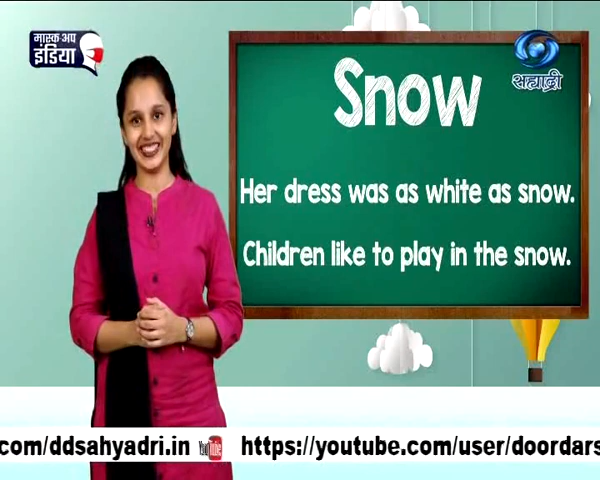 मास्क अप
इंडिया
सह्याद्री
Snow
Her dress was as white as snow.
Children like to play in the snow.
.com/ddsahyadri.in YouTube https://youtube.com/user/doordars